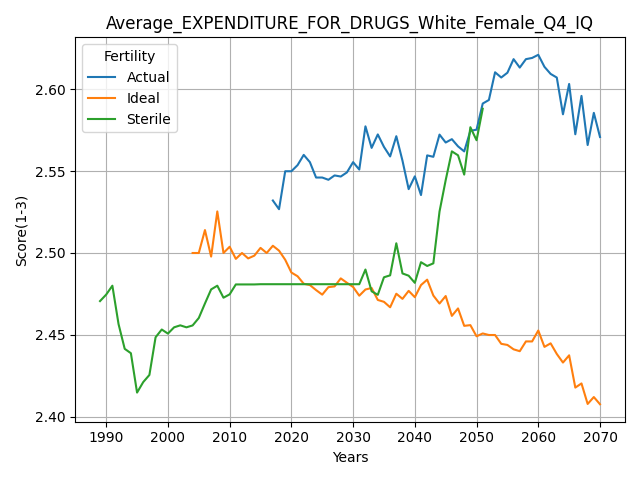 Average_EXPENDITURE_FOR_DRUGS_White_Female_Q4_IQ
Fertility
Actual
Ideal
Sterile
Score(1-3)
2.60
2.55
2.50
2.45
2.40
1990 2000 2010 2020 2030 2040 2050 2060 2070
Years